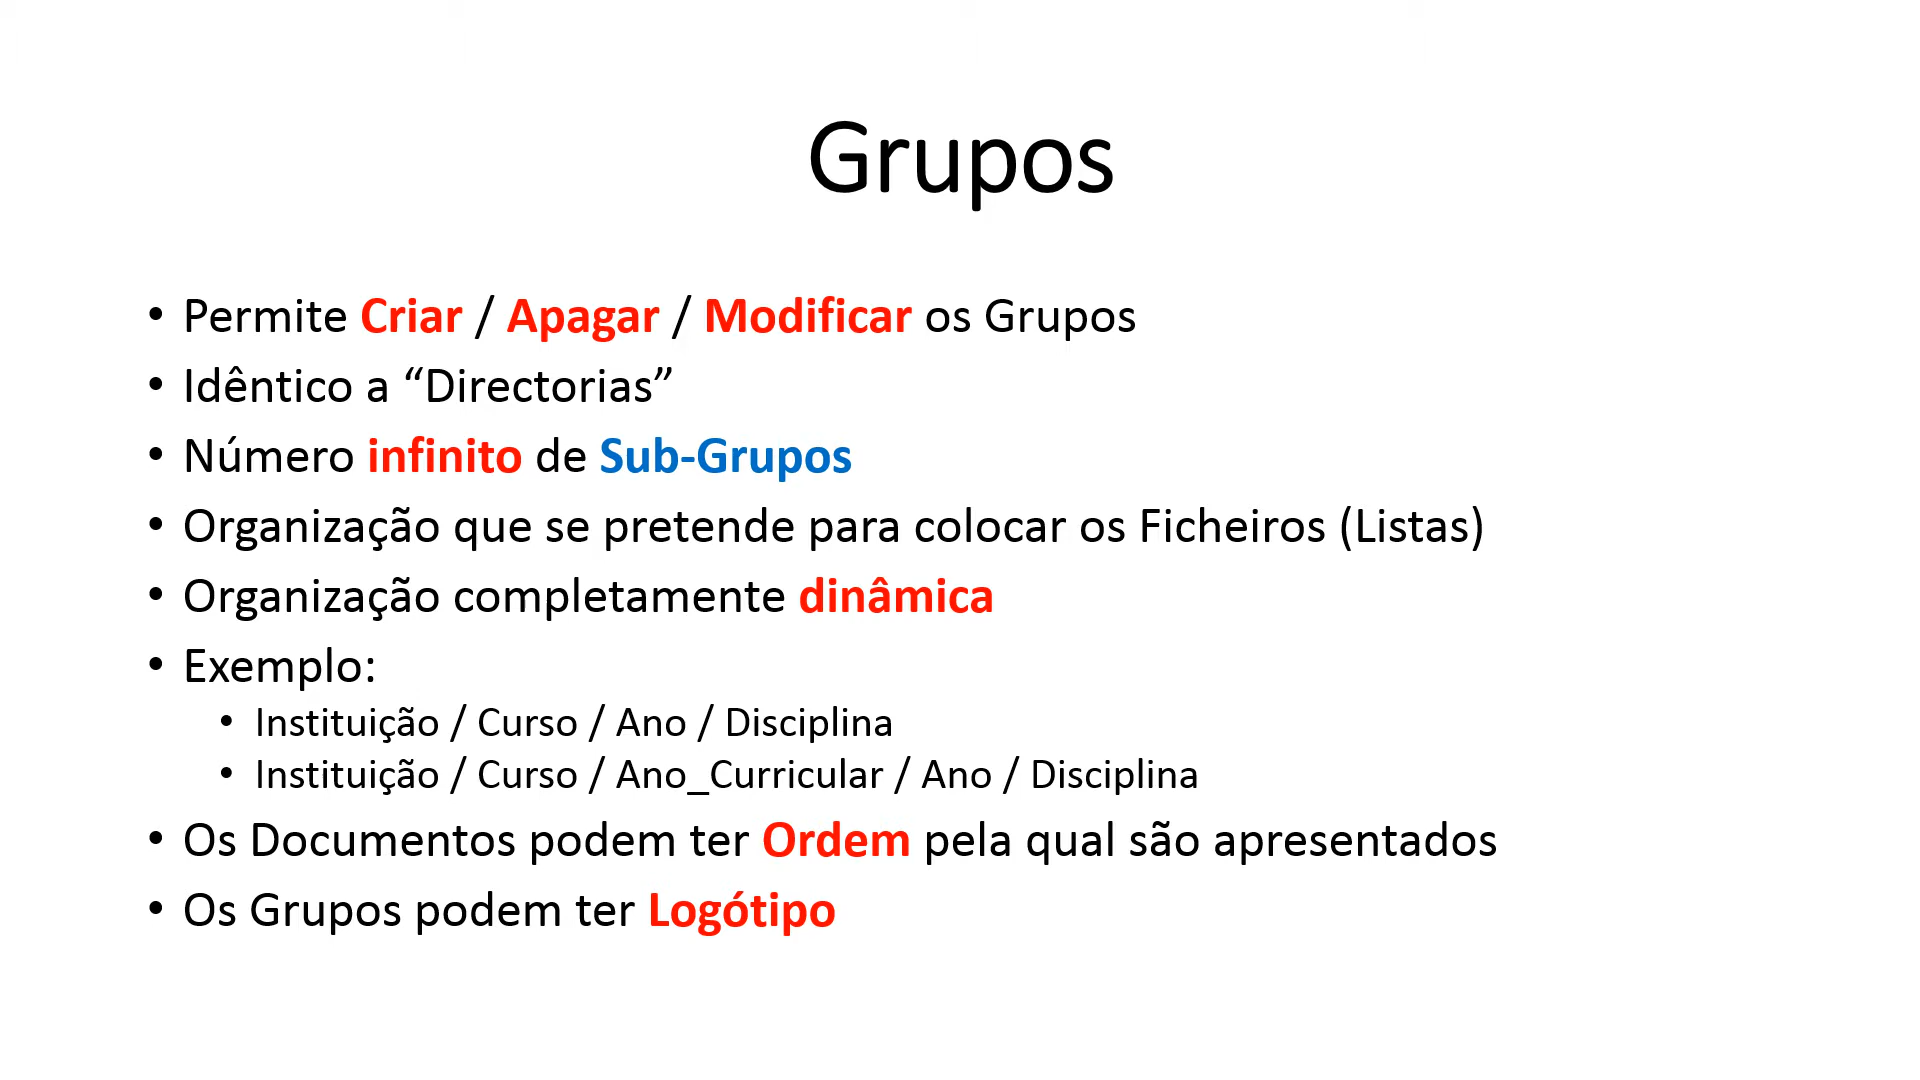 Grupos
• Permite Criar / Apagar / Modificar os Grupos
• Idêntico a “Directorias”
• Número infinito de Sub-Grupos
• Organização que se pretende para colocar os Ficheiros (Listas)
• Organização completamente dinâmica
• Exemplo:
• Instituição / Curso / Ano / Disciplina
• Instituição / Curso / Ano_Curricular / Ano / Disciplina
• Os Documentos podem ter Ordem pela qual são apresentados
• Os Grupos podem ter Logótipo